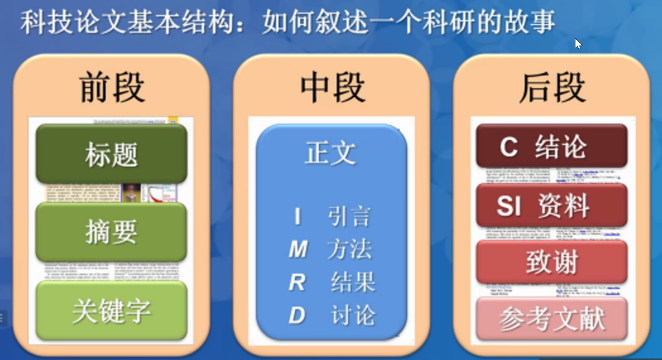 科技论文基本结构：如何叙述一个科研的故事
前段
标题
摘要
关键字
中段
正文
I 引言
M 方法
R 结果
D 讨论
后段
C 结论
SI 资料
致谢
参考文献